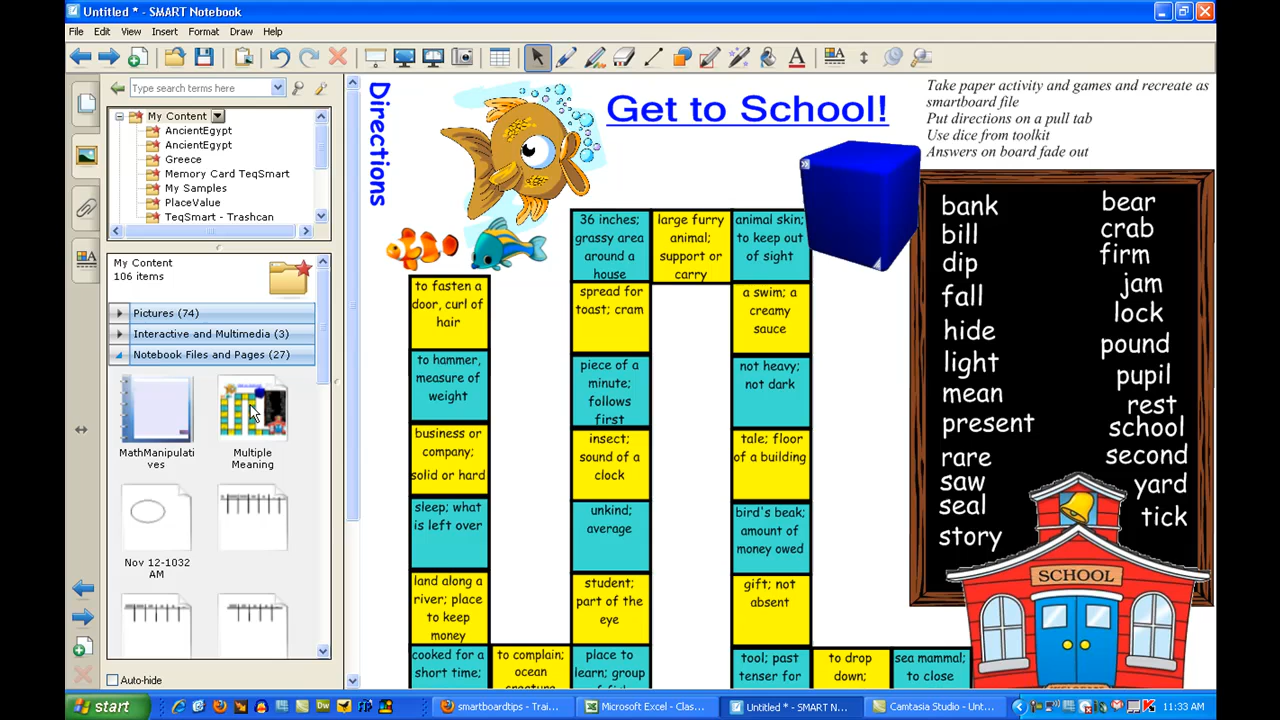 Untitled * - SMART Notebook
File Edit View Insert Format Draw Help
Type search terms here
My Content
AncientEgypt
AncientEgypt
Greece
Memory Card TeqSmart
My Samples
PlaceValue
TeqSmart - Trashcan
My Content
106 items
Pictures (74)
Interactive and Multimedia (3)
Notebook Files and Pages (27)
MathManipulati
ves
Multiple
Meaning
Nov 12-1032
AM
Auto-hide
Directions
Get to School!
Take paper activity and games and recreate as
smartboard file
Put directions on a pull tab
Use dice from toolkit
Answers on board fade out
to fasten a
door, curl of
hair
to hammer,
measure of
weight
business or
company;
solid or hard
sleep; what
is left over
land along a
river; place
to keep
money
cooked for a
short time;
to complain;
ocean
creature
36 inches;
grassy area
around a
house
spread for
toast; cram
piece of a
minute;
follows
first
insect;
sound of a
clock
unkind;
average
student;
part of the
eye
place to
learn; group
of fish
large furry
animal;
support or
carry
animal skin;
to keep out
of sight
a swim; a
creamy
sauce
not heavy;
not dark
tale; floor
of a building
bird's beak;
amount of
money owed
gift; not
absent
tool; past
tenser for
to drop
down;
sea mammal;
to close
bank
bill
dip
fall
hide
light
mean
present
rare
saw
seal
story
bear
crab
firm
jam
lock
pound
pupil
rest
school
second
yard
tick
SCHOOL
start
smartboardtips - Trai...
Microsoft Excel - Clas...
Untitled * - SMART N...
Camtasia Studio - Unt...
11:33 AM